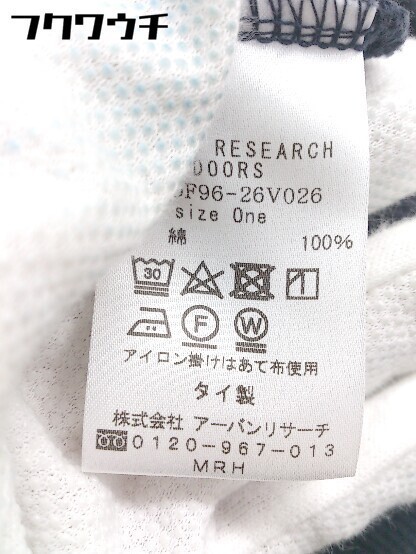 フクワウチ
RESEARCH
DOORS
F96-26V026
size One
綿 100%
30
F W
アイロン掛けはあて布使用
タイ製
株式会社 アーバンリサーチ
0120-967-013
MRH